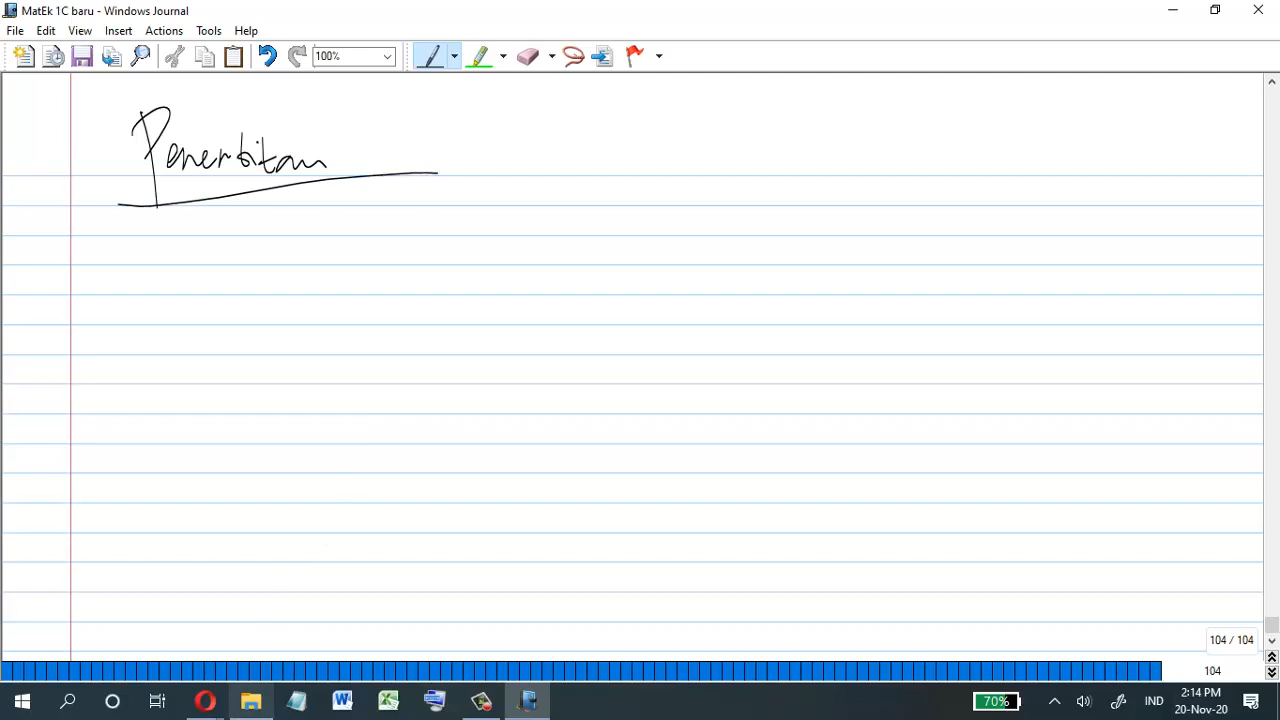 MatEk 1C baru - Windows Journal
File Edit View Insert Actions Tools Help
100%
Penerbitan
104 / 104
104
70% IND 2:14 PM
20-Nov-20